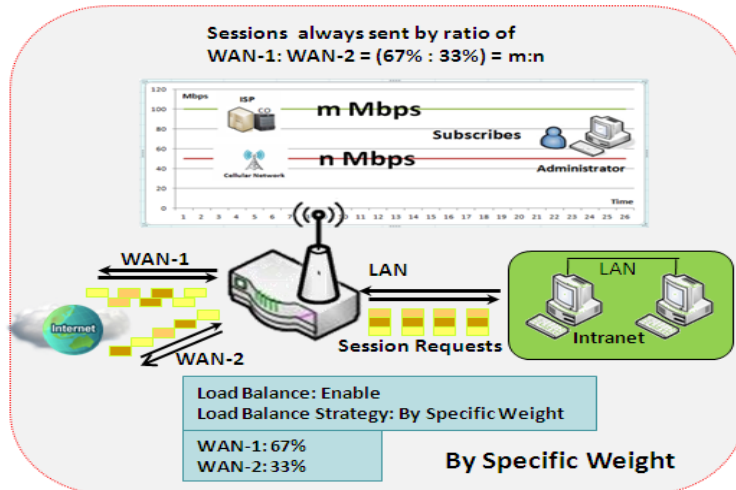 Sessions always sent by ratio of
WAN-1: WAN-2 = (67% : 33%) = m:n
120
Mbps
ISP
CO
100
m Mbps
80
Subscribes
60
n Mbps
Cellular Network
Administrator
40
20
Time
0
1 2 3 4 5 6 7 8 9 10 11 12 13 14 15 16 17 18 19 20 21 22 23 24 25 26
WAN-1
LAN
LAN
Internet
Intranet
Session Requests
WAN-2
Load Balance: Enable
Load Balance Strategy: By Specific Weight
WAN-1: 67%
WAN-2: 33%
By Specific Weight